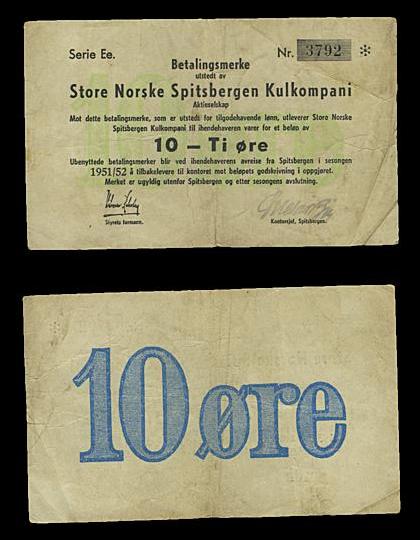 Serie Ee.
Nr. 3792 *
Betalingsmerke
utstedt av
Store Norske Spitsbergen Kulkompani
Aktieselskap
Mot dette betalingsmerke, som er utstedt for tilgodehavende lønn, utleverer Store Norske
Spitsbergen Kulkompani til ihendehaveren varer for et beløp av
10 — Ti øre
Ubenyttede betalingsmerker blir ved ihendehaverens avreise fra Spitsbergen i sesongen
1951/52 å tilbakelevere til kontoret mot beløpets godskrivning i oppgjøret.
Merket er ugyldig utenfor Spitsbergen og etter sesongens avslutning.
Styrets formann.
Kontorsjef, Spitsbergen.
10 øre